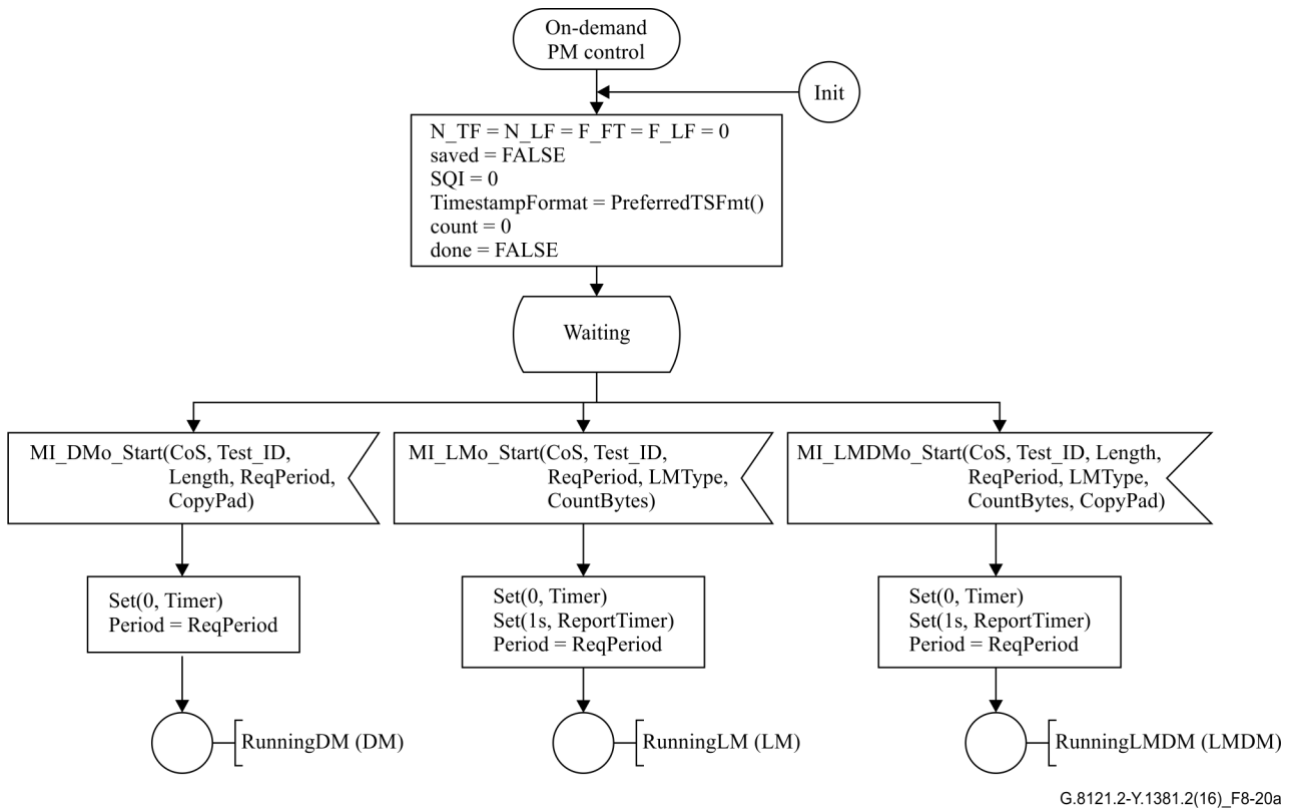 On-demand
PM control
Init
N_TF = N_LF = F_FT = F_LF = 0
saved = FALSE
SQI = 0
TimestampFormat = PreferredTSFmt()
count = 0
done = FALSE
Waiting
MI_DMo_Start(CoS, Test_ID,
Length, ReqPeriod,
CopyPad)
MI_LMo_Start(CoS, Test_ID,
ReqPeriod, LMType,
CountBytes)
MI_LMDMo_Start(CoS, Test_ID, Length,
ReqPeriod, LMType,
CountBytes, CopyPad)
Set(0, Timer)
Period = ReqPeriod
Set(0, Timer)
Set(1s, ReportTimer)
Period = ReqPeriod
Set(0, Timer)
Set(1s, ReportTimer)
Period = ReqPeriod
RunningDM (DM)
RunningLM (LM)
RunningLMDM (LMDM)
G.8121.2-Y.1381.2(16)_F8-20a